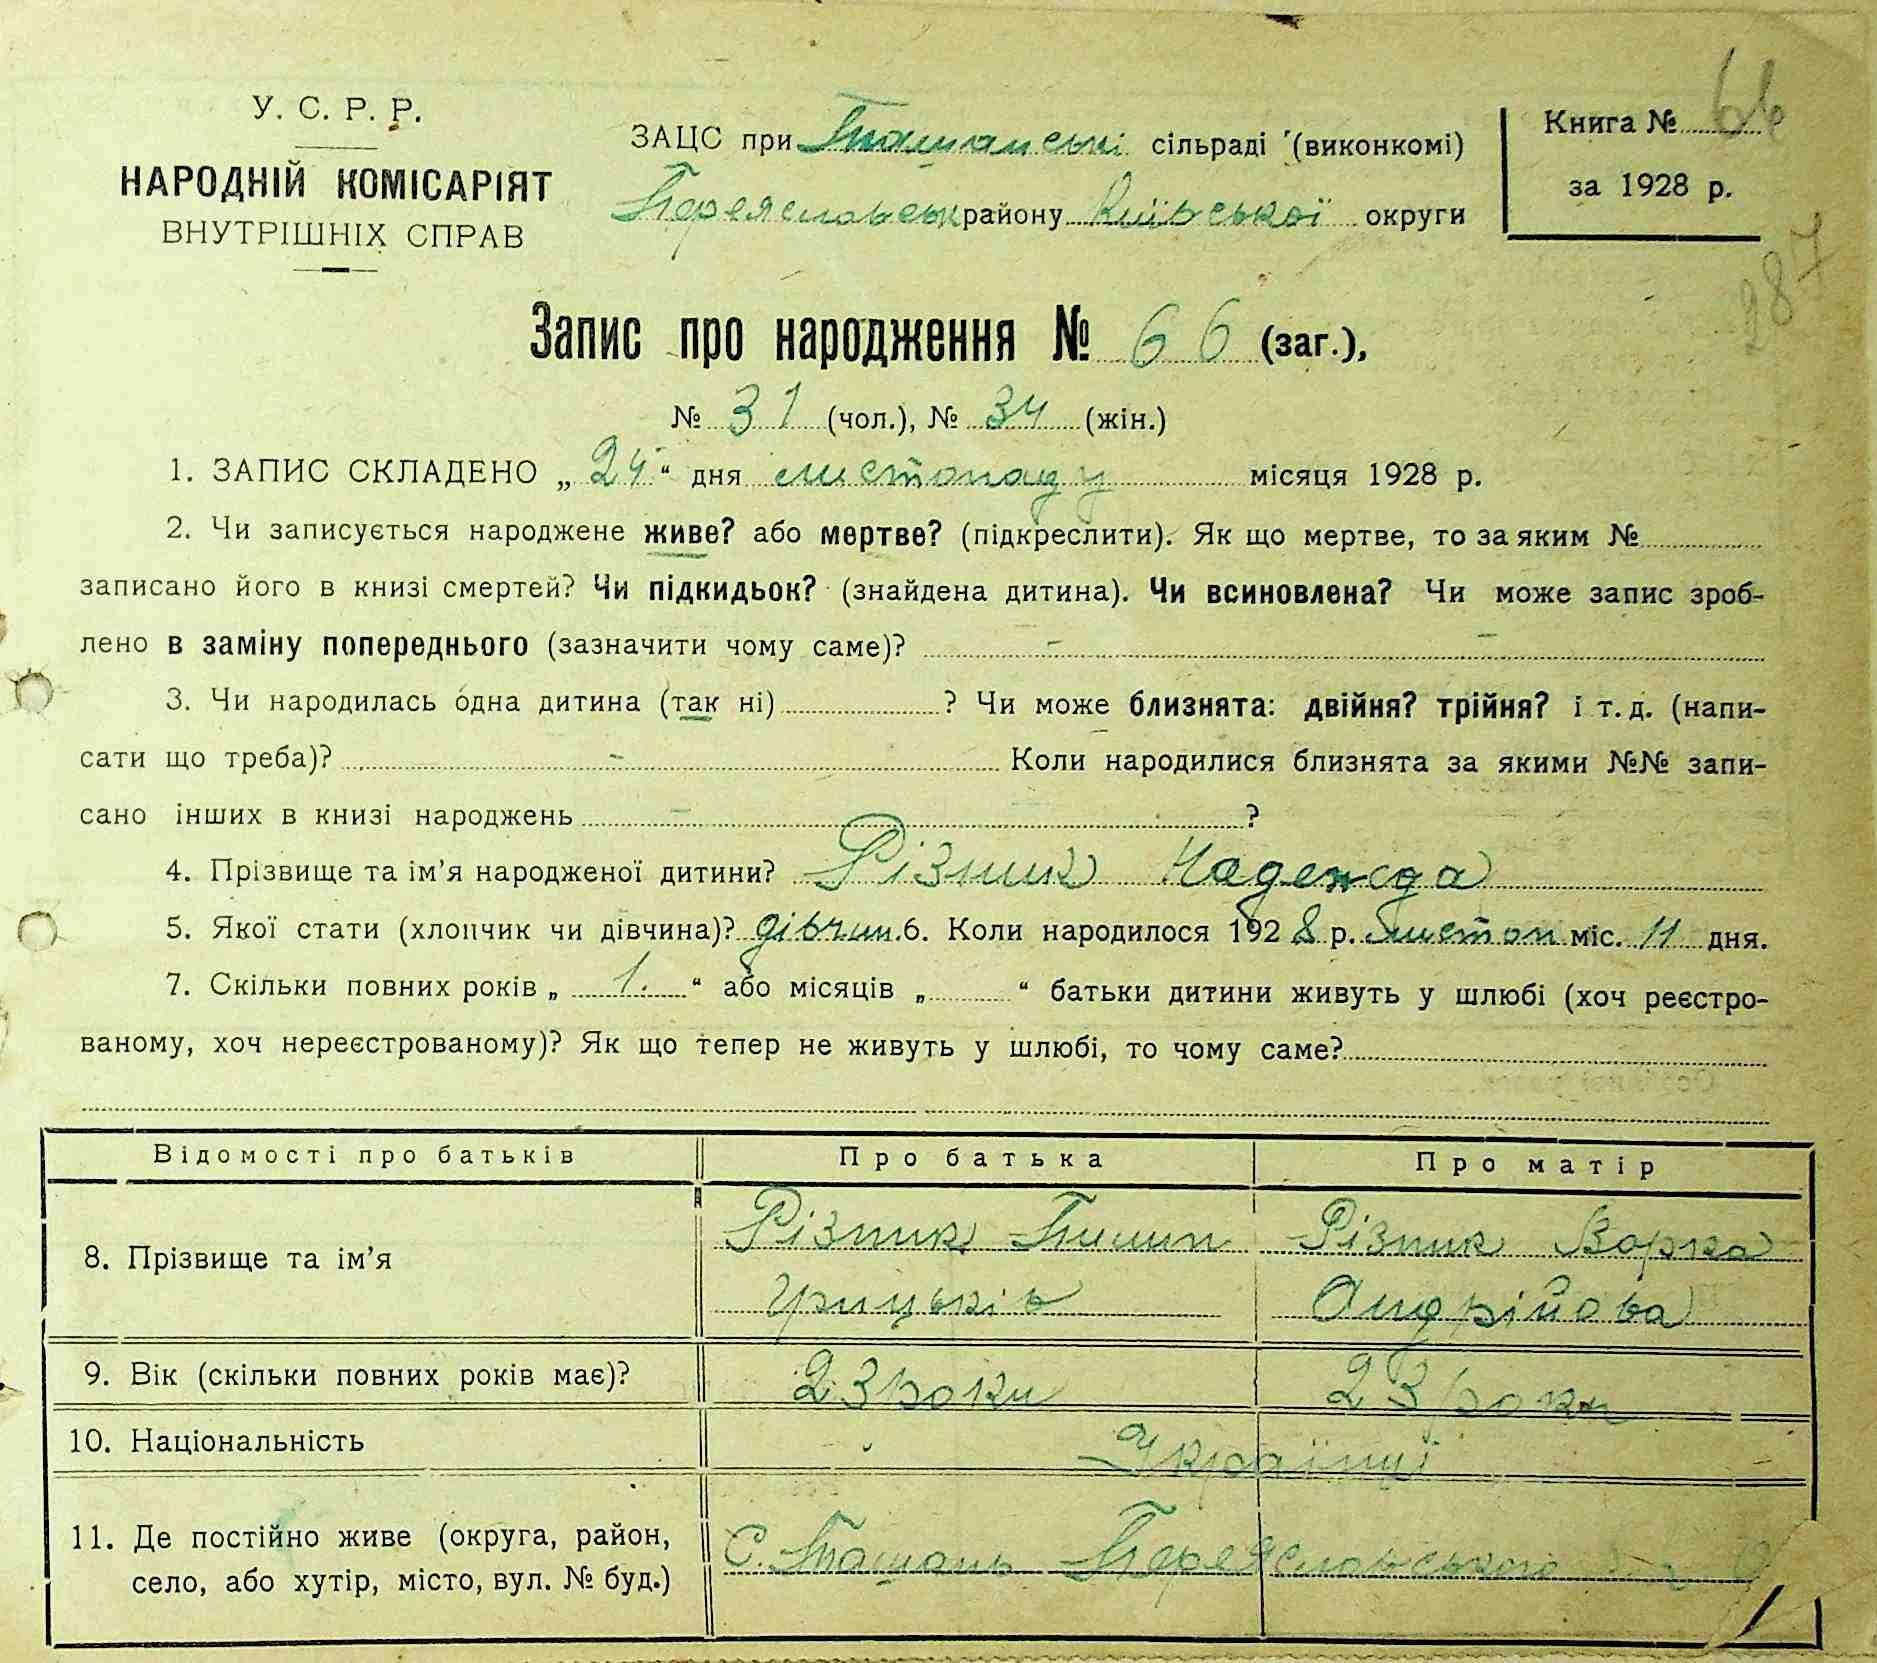 У. С. Р. Р.
НАРОДНІЙ КОМІСАРІЯТ
ВНУТРІШНІХ СПРАВ
ЗАЦС при Ташанські сільраді (виконкомі)
Переяславськ району Київської округи
Книга № 66
за 1928 р.
287
Запис про народження № 66 (заг.),
№ 31 (чол.), № 34 (жін.)
1. ЗАПИС СКЛАДЕНО „ 24 “ дня листопаду місяця 1928 р.
2. Чи записується народжене живе? або мертве? (підкреслити). Як що мертве, то за яким №
записано його в книзі смертей? Чи підкидьок? (знайдена дитина). Чи всиновлена? Чи може запис зроб-
лено в заміну попереднього (зазначити чому саме)? - -
3. Чи народилась одна дитина (так ні) ? Чи може близнята: двійня? трійня? і т. д. (напи-
сати що треба)? - Коли народилися близнята за якими №№ запи-
сано інших в книзі народжень - ?
4. Прізвище та ім’я народженої дитини? Різник Надежда
5. Якої стати (хлопчик чи дівчина)? дівчин. 6. Коли народилося 1928 р. листоп міс. 11 дня.
7. Скільки повних років „ 1. “ або місяців „ “ батьки дитини живуть у шлюбі (хоч реєстро-
ваному, хоч нереєстрованому)? Як що тепер не живуть у шлюбі, то чому саме?
Відомості про батьків Про батька Про матір
8. Прізвище та ім’я Різник Пилип Різник Ворка
Грицьків Андрійова
9. Вік (скільки повних років має)? 23 роки 23 роки
10. Національність Українці
11. Де постійно живе (округа, район,
село, або хутір, місто, вул. № буд.)
С. Ташань Переяславського